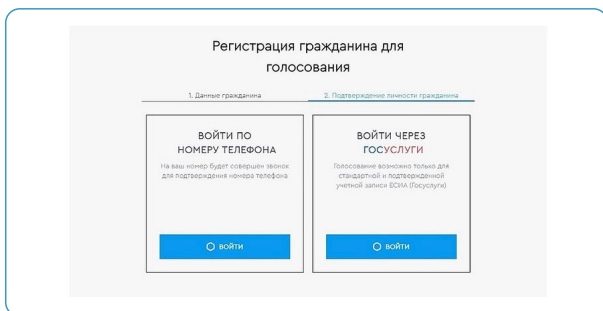 Регистрация гражданина для
голосования
1. Данные гражданина
2. Подтверждение личности гражданина
ВОЙТИ ПО
НОМЕРУ ТЕЛЕФОНА
На ваш номер будет совершен звонок
для подтверждения номера телефона
ВОЙТИ
ВОЙТИ ЧЕРЕЗ
ГОСУСЛУГИ
Голосование возможно только для
стандартной и подтвержденной
учетной записи ЕСИА (Госуслуги)
ВОЙТИ